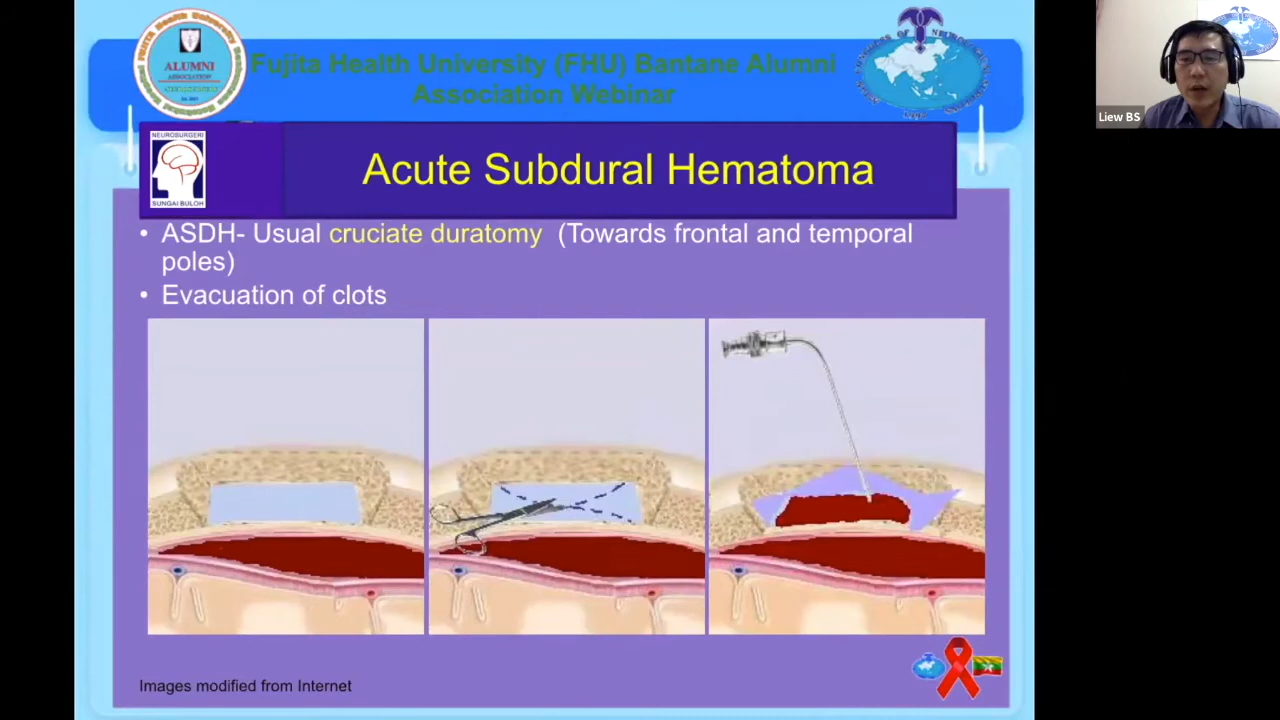 ALUMNI
ASSOCIATION
Fujita Health University (FHU) Bantane Alumni
Association Webinar
NEUROSURGERI
SUNGAI BULOH
Acute Subdural Hematoma
• ASDH- Usual cruciate duratomy (Towards frontal and temporal
poles)
• Evacuation of clots
Images modified from Internet
Liew BS